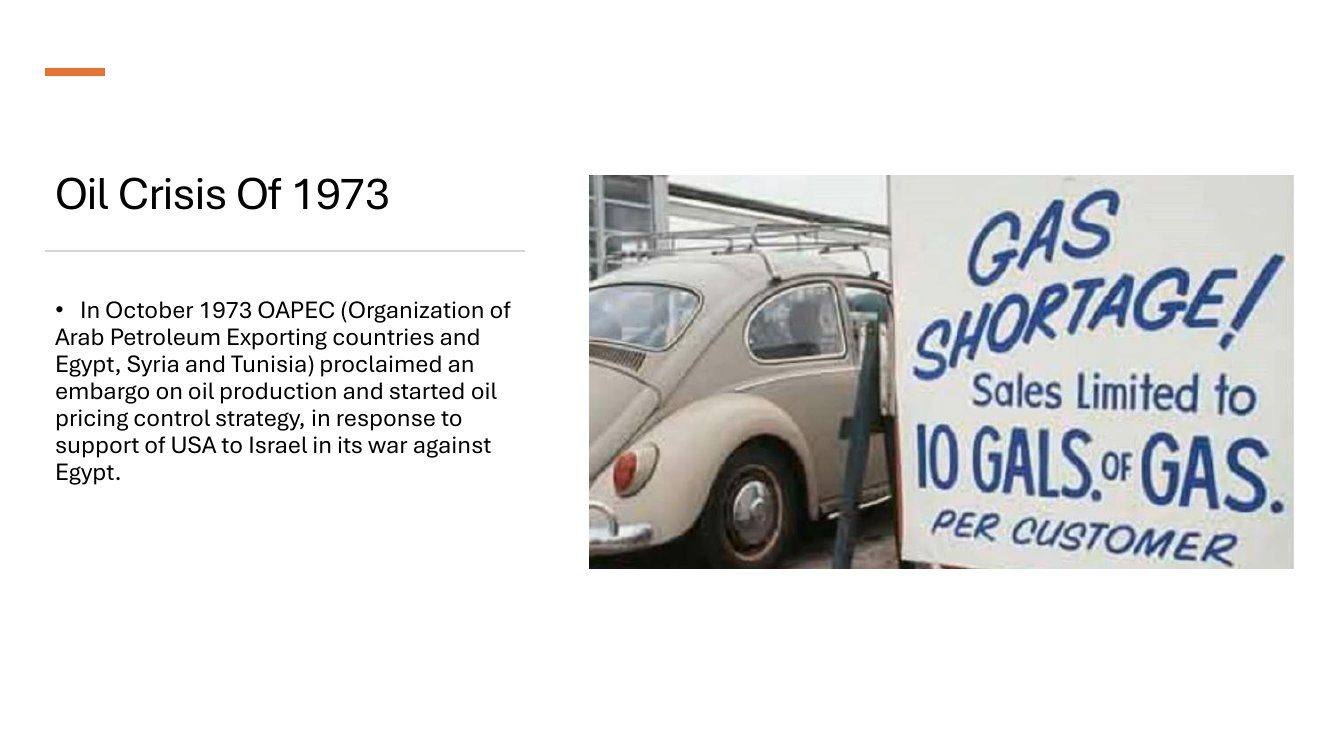 Oil Crisis Of 1973
• In October 1973 OAPEC (Organization of
Arab Petroleum Exporting countries and
Egypt, Syria and Tunisia) proclaimed an
embargo on oil production and started oil
pricing control strategy, in response to
support of USA to Israel in its war against
Egypt.
GAS
SHORTAGE!
Sales Limited to
10 GALS. OF GAS.
PER CUSTOMER